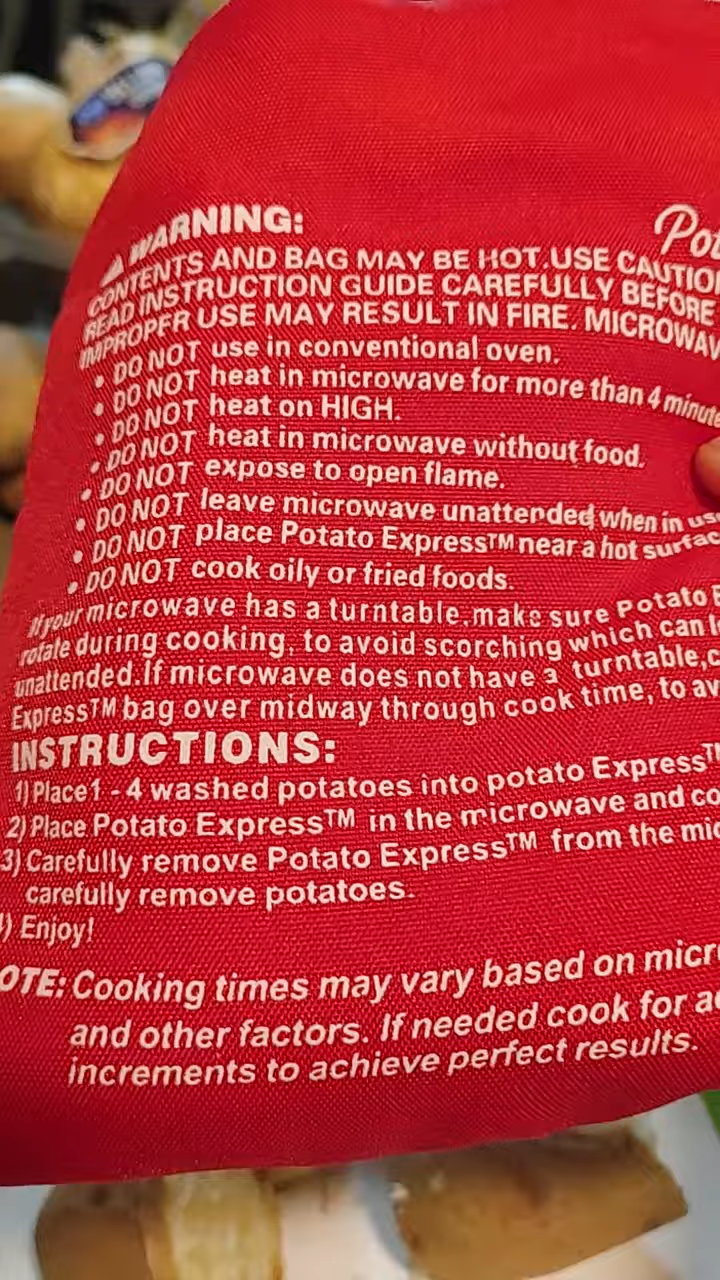 Pot
WARNING:
CONTENTS AND BAG MAY BE HOT.USE CAUTIO
READ INSTRUCTION GUIDE CAREFULLY BEFORE
IMPROPER USE MAY RESULT IN FIRE. MICROWAV
• DO NOT use in conventional oven.
• DO NOT heat in microwave for more than 4 minute
• DO NOT heat on HIGH.
• DO NOT heat in microwave without food.
• DO NOT expose to open flame.
• DO NOT leave microwave unattended when in us
• DO NOT place Potato Express™ near a hot surfac
• DO NOT cook oily or fried foods.
If your microwave has a turntable,make sure Potato
rotate during cooking, to avoid scorching which can
unattended.If microwave does not have a turntable,
Express™ bag over midway through cook time, to av
INSTRUCTIONS:
1) Place1 - 4 washed potatoes into potato Express™
2) Place Potato Express™ in the microwave and co
3) Carefully remove Potato Express™ from the mic
carefully remove potatoes.
) Enjoy!
OTE: Cooking times may vary based on micr
and other factors. If needed cook for a
increments to achieve perfect results.